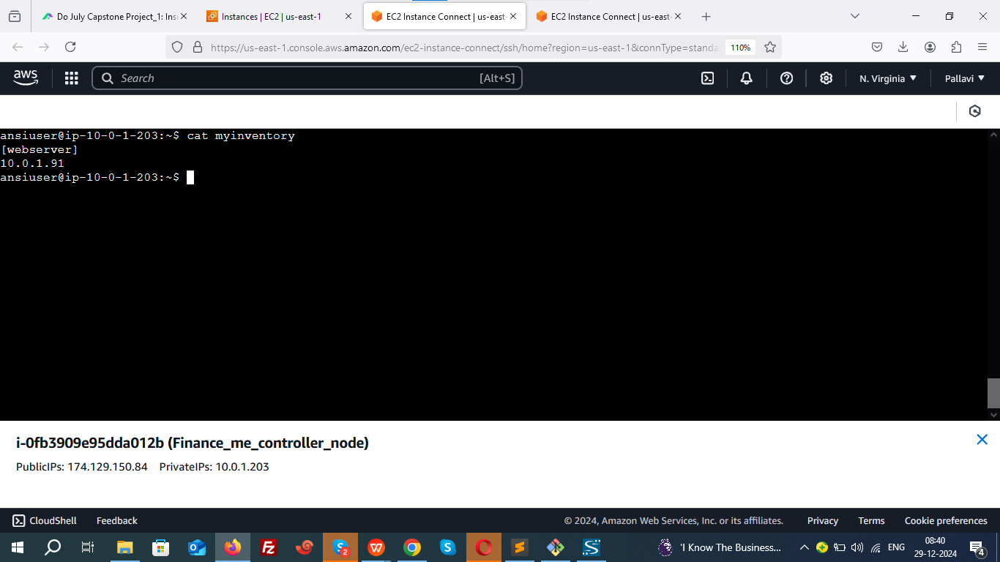 Do July Capstone Project_1: Ins
Instances | EC2 | us-east-1
EC2 Instance Connect | us-east-
EC2 Instance Connect | us-east-
https://us-east-1.console.aws.amazon.com/ec2-instance-connect/ssh/home?region=us-east-1&connType=standa
110%
aws
Search
[Alt+S]
N. Virginia
Pallavi
ansiuser@ip-10-0-1-203:~$ cat myinventory
[webserver]
10.0.1.91
ansiuser@ip-10-0-1-203:~$
i-0fb3909e95dda012b (Finance_me_controller_node)
PublicIPs: 174.129.150.84 PrivateIPs: 10.0.1.203
CloudShell
Feedback
© 2024, Amazon Web Services, Inc. or its affiliates.
Privacy
Terms
Cookie preferences
Fz
2
W
S
S
'I Know The Business...
ENG
08:40
29-12-2024
4